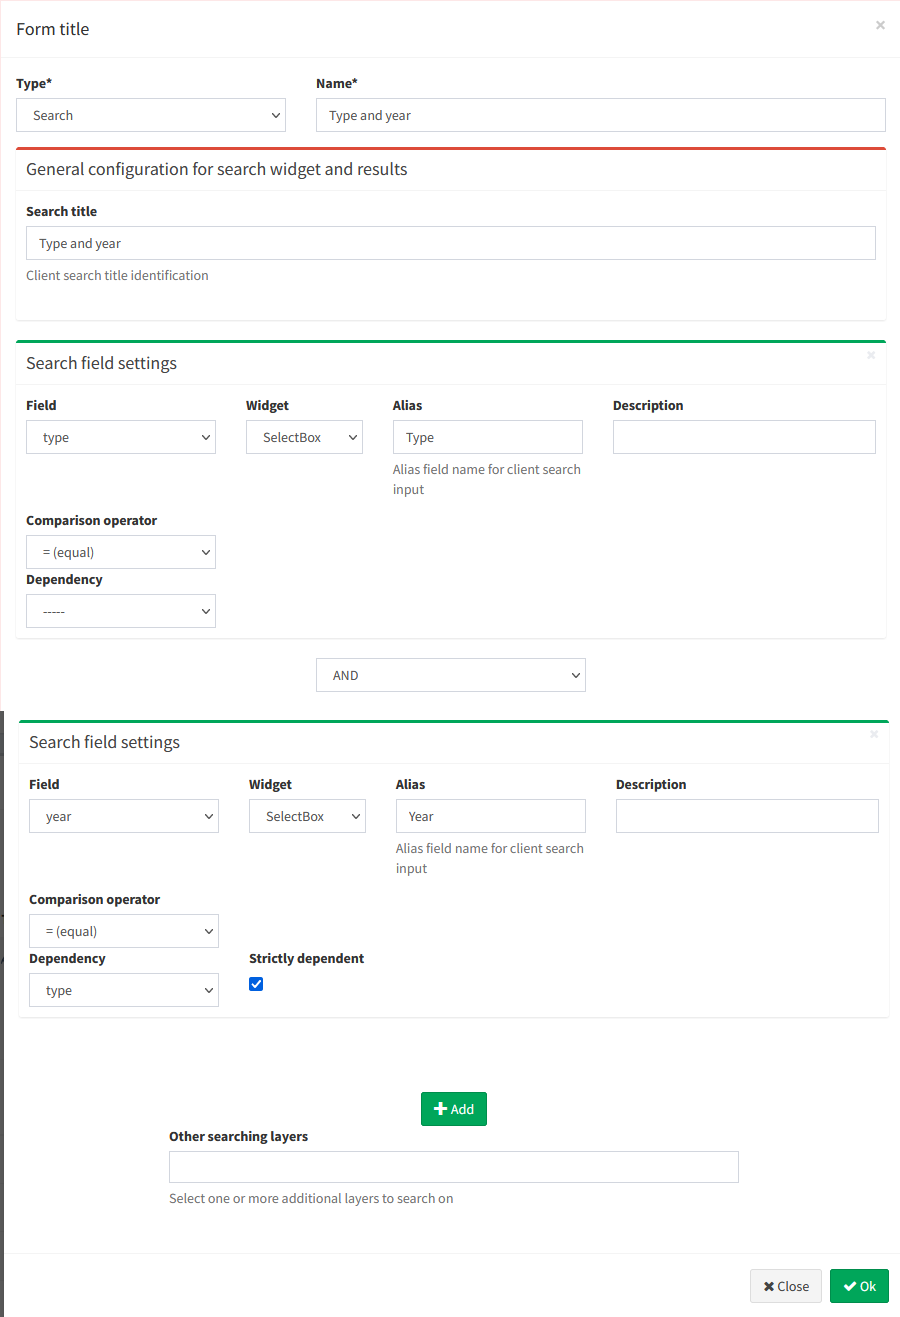 Form title
×
Type* Name*
Search Type and year
General configuration for search widget and results
Search title
Type and year
Client search title identification
Search field settings ×
Field Widget Alias Description
type SelectBox Type
Alias field name for client search
input
Comparison operator
= (equal)
Dependency
-----
AND
Search field settings ×
Field Widget Alias Description
year SelectBox Year
Alias field name for client search
input
Comparison operator
= (equal)
Dependency Strictly dependent
type
Add
Other searching layers
Select one or more additional layers to search on
Close Ok